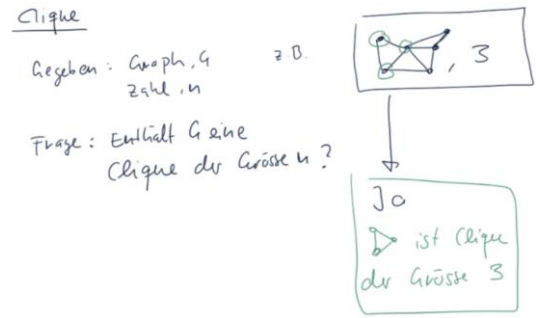 Clique
Gegeben: Graph, G
Zahl, n
z.B.
, 3
Frage: Enthält G eine
Clique der Grösse n?
Ja
ist Clique
der Grösse 3